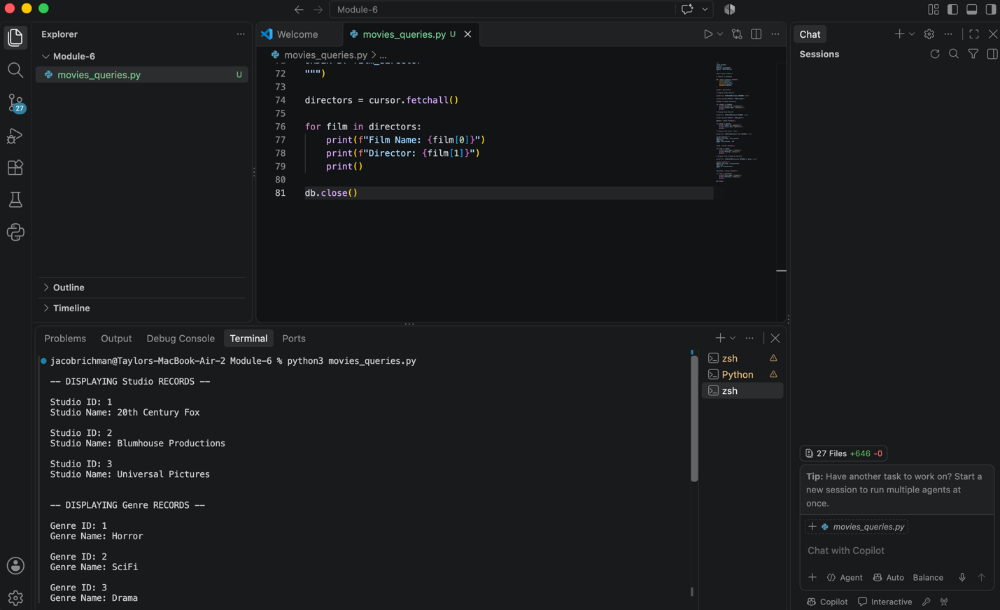 Module-6
Explorer
Module-6
movies_queries.py U
Outline
Timeline
27
Welcome
movies_queries.py U
movies_queries.py > ...
72 """)
73
74 directors = cursor.fetchall()
75
76 for film in directors:
77 print(f"Film Name: {film[0]}")
78 print(f"Director: {film[1]}")
79 print()
80
81 db.close()
Problems Output Debug Console Terminal Ports
jacobrichman@Taylors-MacBook-Air-2 Module-6 % python3 movies_queries.py
-- DISPLAYING Studio RECORDS --
Studio ID: 1
Studio Name: 20th Century Fox
Studio ID: 2
Studio Name: Blumhouse Productions
Studio ID: 3
Studio Name: Universal Pictures
-- DISPLAYING Genre RECORDS --
Genre ID: 1
Genre Name: Horror
Genre ID: 2
Genre Name: SciFi
Genre ID: 3
Genre Name: Drama
zsh
Python
zsh
Chat
Sessions
27 Files +646 -0
Tip: Have another task to work on? Start a
new session to run multiple agents at
once.
movies_queries.py
Chat with Copilot
Agent Auto Balance
Copilot Interactive